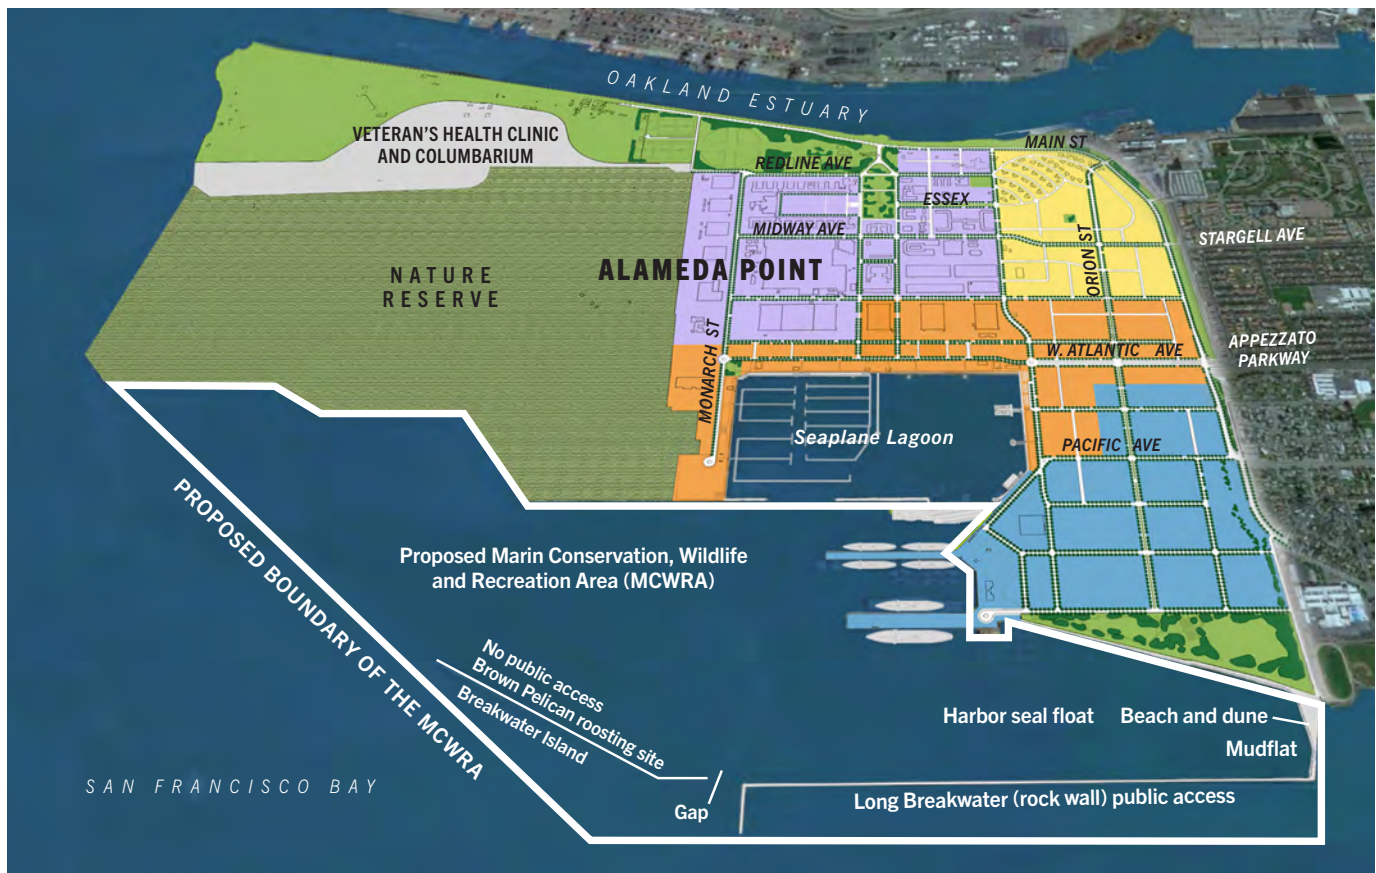 OAKLAND ESTUARY
VETERAN'S HEALTH CLINIC
AND COLUMBARIUM
MAIN ST
REDLINE AVE
ESSEX
MIDWAY AVE
ORION ST
STARGELL AVE
NATURE
RESERVE
ALAMEDA POINT
MONARCH ST
W. ATLANTIC AVE
APPEZZATO
PARKWAY
Seaplane Lagoon
PACIFIC AVE
PROPOSED BOUNDARY OF THE MCWRA
Proposed Marin Conservation, Wildlife
and Recreation Area (MCWRA)
No public access
Brown Pelican roosting site
Breakwater Island
Harbor seal float
Beach and dune
Mudflat
SAN FRANCISCO BAY
Gap
Long Breakwater (rock wall) public access